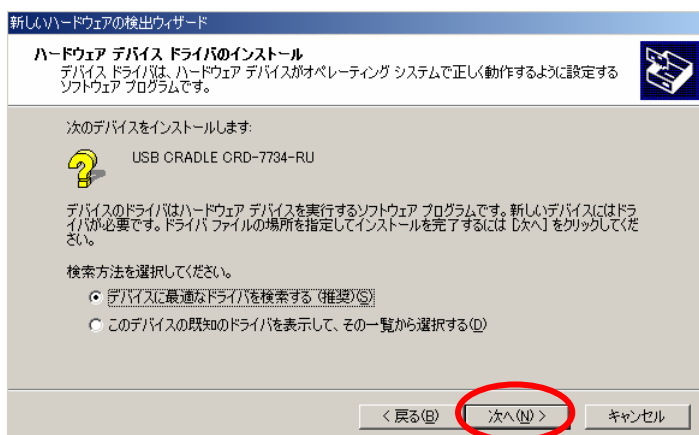 新しいハードウェアの検出ウィザード
ハードウェア デバイス ドライバのインストール
デバイス ドライバは、ハードウェア デバイスがオペレーティング システムで正しく動作するように設定する
ソフトウェア プログラムです。
次のデバイスをインストールします:
USB CRADLE CRD-7734-RU
デバイスのドライバはハードウェア デバイスを実行するソフトウェア プログラムです。新しいデバイスにはドラ
イバが必要です。ドライバ ファイルの場所を指定してインストールを完了するには [次へ] をクリックしてくだ
さい。
検索方法を選択してください。
デバイスに最適なドライバを検索する (推奨)(S)
このデバイスの既知のドライバを表示して、その一覧から選択する(D)
< 戻る(B) 次へ(N) > キャンセル